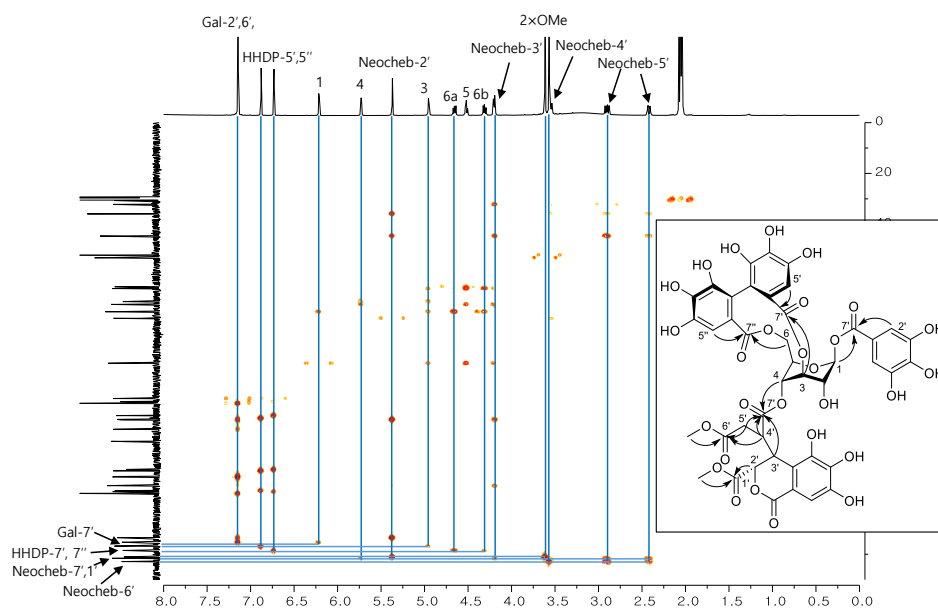 Gal-2′,6′,
2×OMe
HHDP-5′,5″
Neocheb-3′
Neocheb-4′
Neocheb-2′
Neocheb-5′
1
4
3
6a
5
6b
0
20
40
OH
HO
OH
HO
OH
5'
HO
O
7'
O
7'
2'
OH
HO
5''
7''
O
6
O
OH
HO
O
O
1
OH
4
3
OH
O
7'
O
OH
6'
5'
4'
O
O
OH
O
2'
3'
OH
O
1'
O
O
OH
O
Gal-7′
HHDP-7′, 7″
Neocheb-7′,1′
Neocheb-6′
8.0 7.5 7.0 6.5 6.0 5.5 5.0 4.5 4.0 3.5 3.0 2.5 2.0 1.5 1.0 0.5 0.0